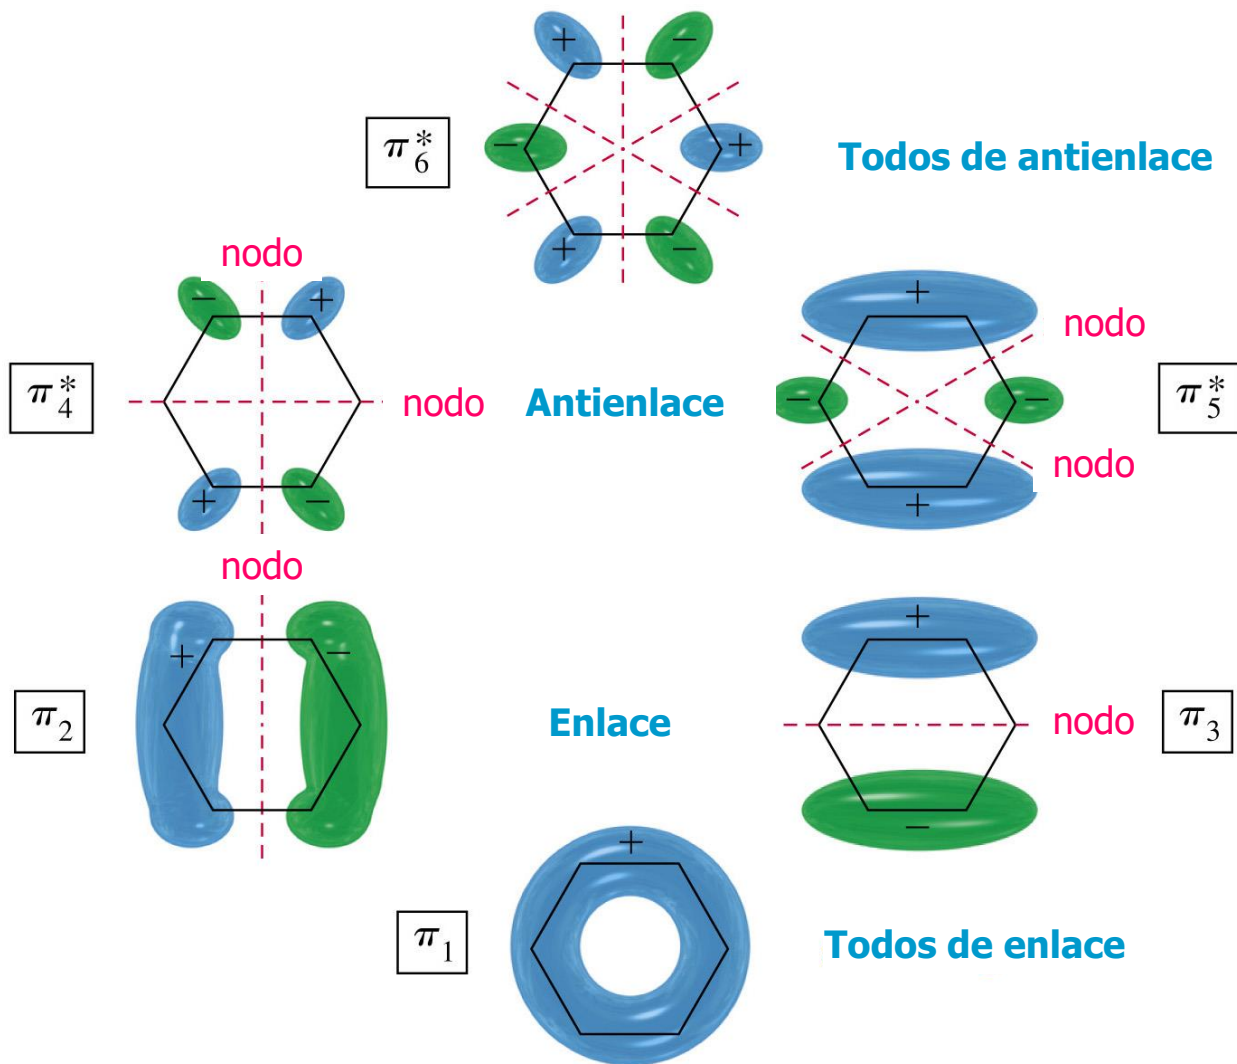 + −
π*6
− +
Todos de antienlace
+ −
nodo
− +
+
nodo
π*4
nodo
Antienlace
− −
π*5
nodo
+ −
+
nodo
+ −
+
π2
Enlace
nodo
π3
−
+
π1
Todos de enlace